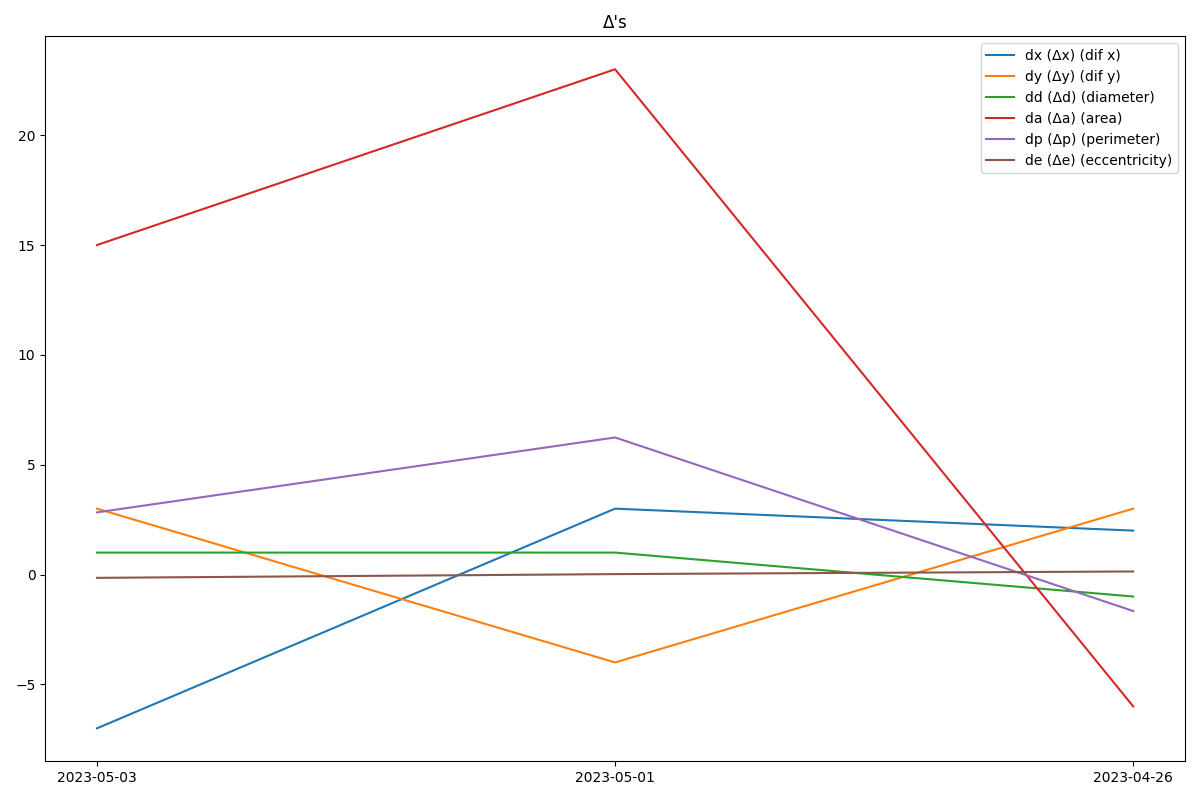 Δ's
dx (Δx) (dif x)
dy (Δy) (dif y)
dd (Δd) (diameter)
da (Δa) (area)
dp (Δp) (perimeter)
de (Δe) (eccentricity)
20
15
10
5
0
−5
2023-05-03
2023-05-01
2023-04-26